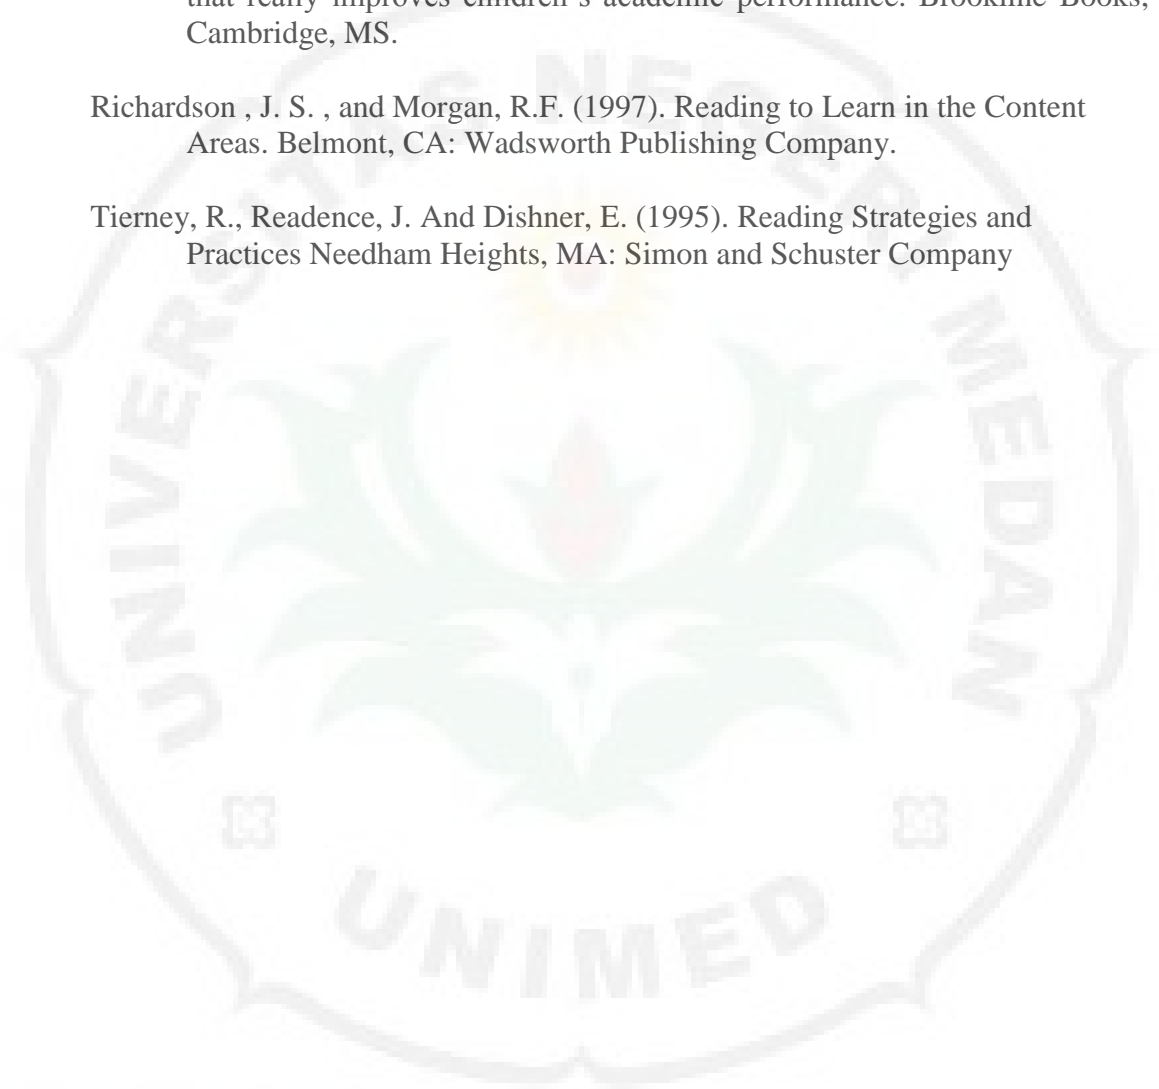 that really improves children's academic performance. Brookline Books,
Cambridge, MS.
Richardson , J. S. , and Morgan, R.F. (1997). Reading to Learn in the Content
Areas. Belmont, CA: Wadsworth Publishing Company.
Tierney, R., Readence, J. And Dishner, E. (1995). Reading Strategies and
Practices Needham Heights, MA: Simon and Schuster Company
UNIVERSITAS NEGERI MEDAN
UNIMED